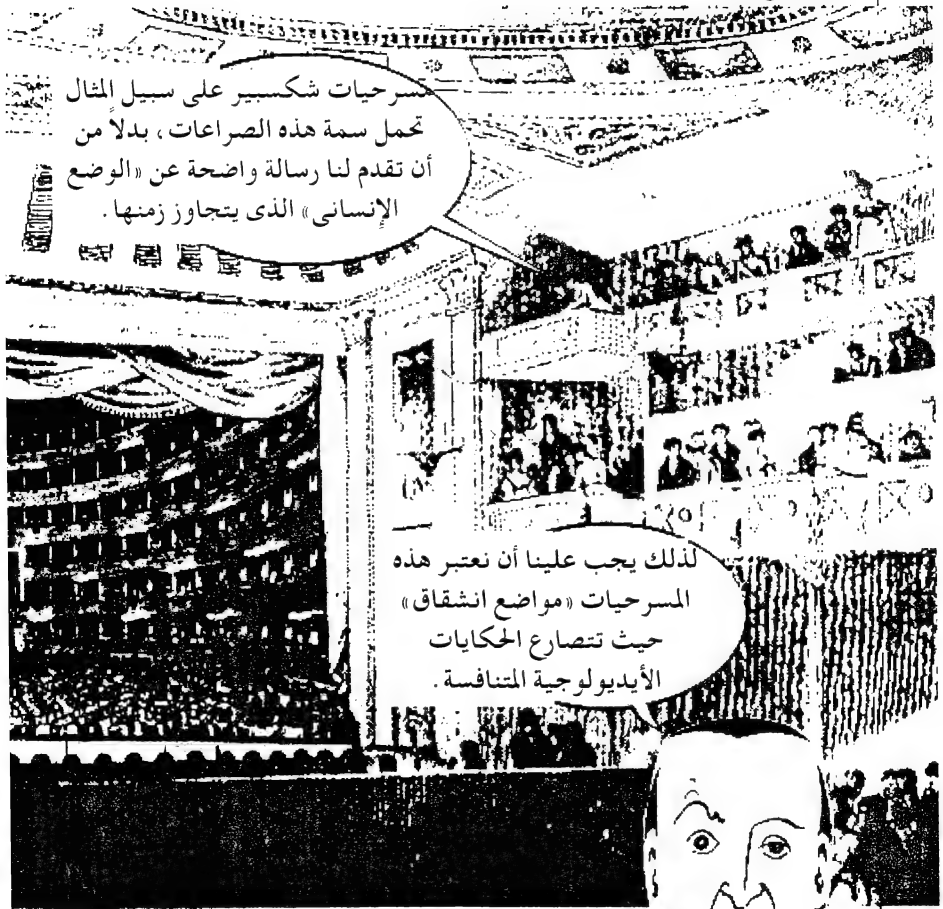 مسرحيات شكسبير على سبيل المثال
تحمل سمة هذه الصراعات، بدلاً من
أن تقدم لنا رسالة واضحة عن «الوضع
الإنسانى» الذى يتجاوز زمنها.
لذلك يجب علينا أن نعتبر هذه
المسرحيات «مواضع انشقاق»
حيث تتصارع الحكايات
الأيديولوجية المتنافسة.